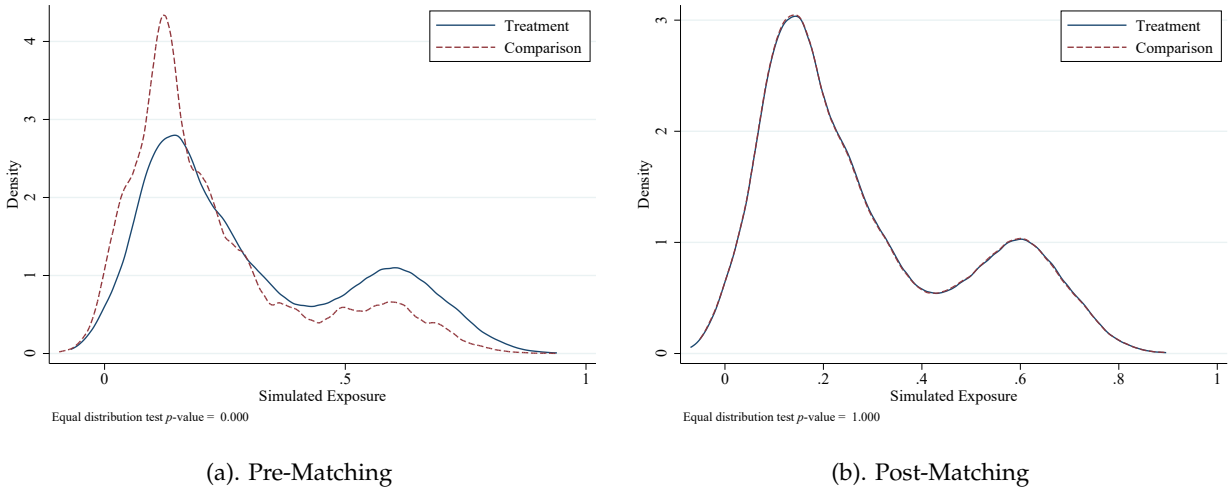 Treatment
Comparison
4
3
2
1
0
Density
0
.5
1
Simulated Exposure
Equal distribution test p-value = 0.000
(a). Pre-Matching
Treatment
Comparison
3
2
1
0
Density
0
.2
.4
.6
.8
1
Simulated Exposure
Equal distribution test p-value = 1.000
(b). Post-Matching